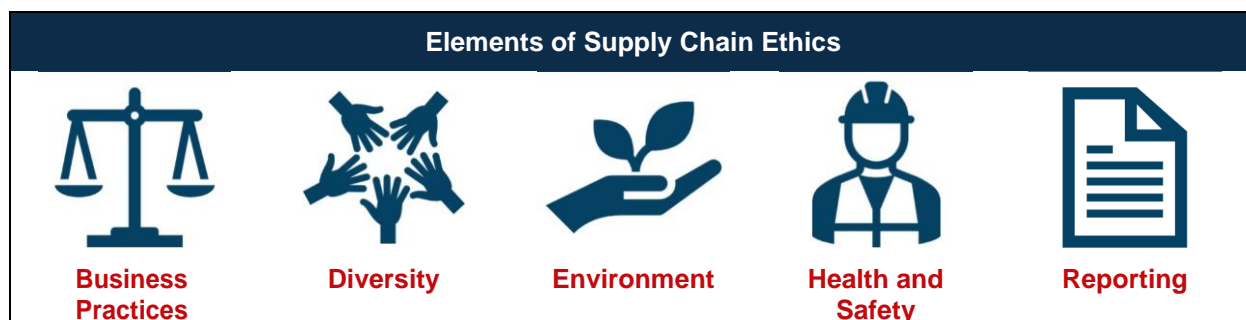 Elements of Supply Chain Ethics
Business
Practices
Diversity
Environment
Health and
Safety
Reporting